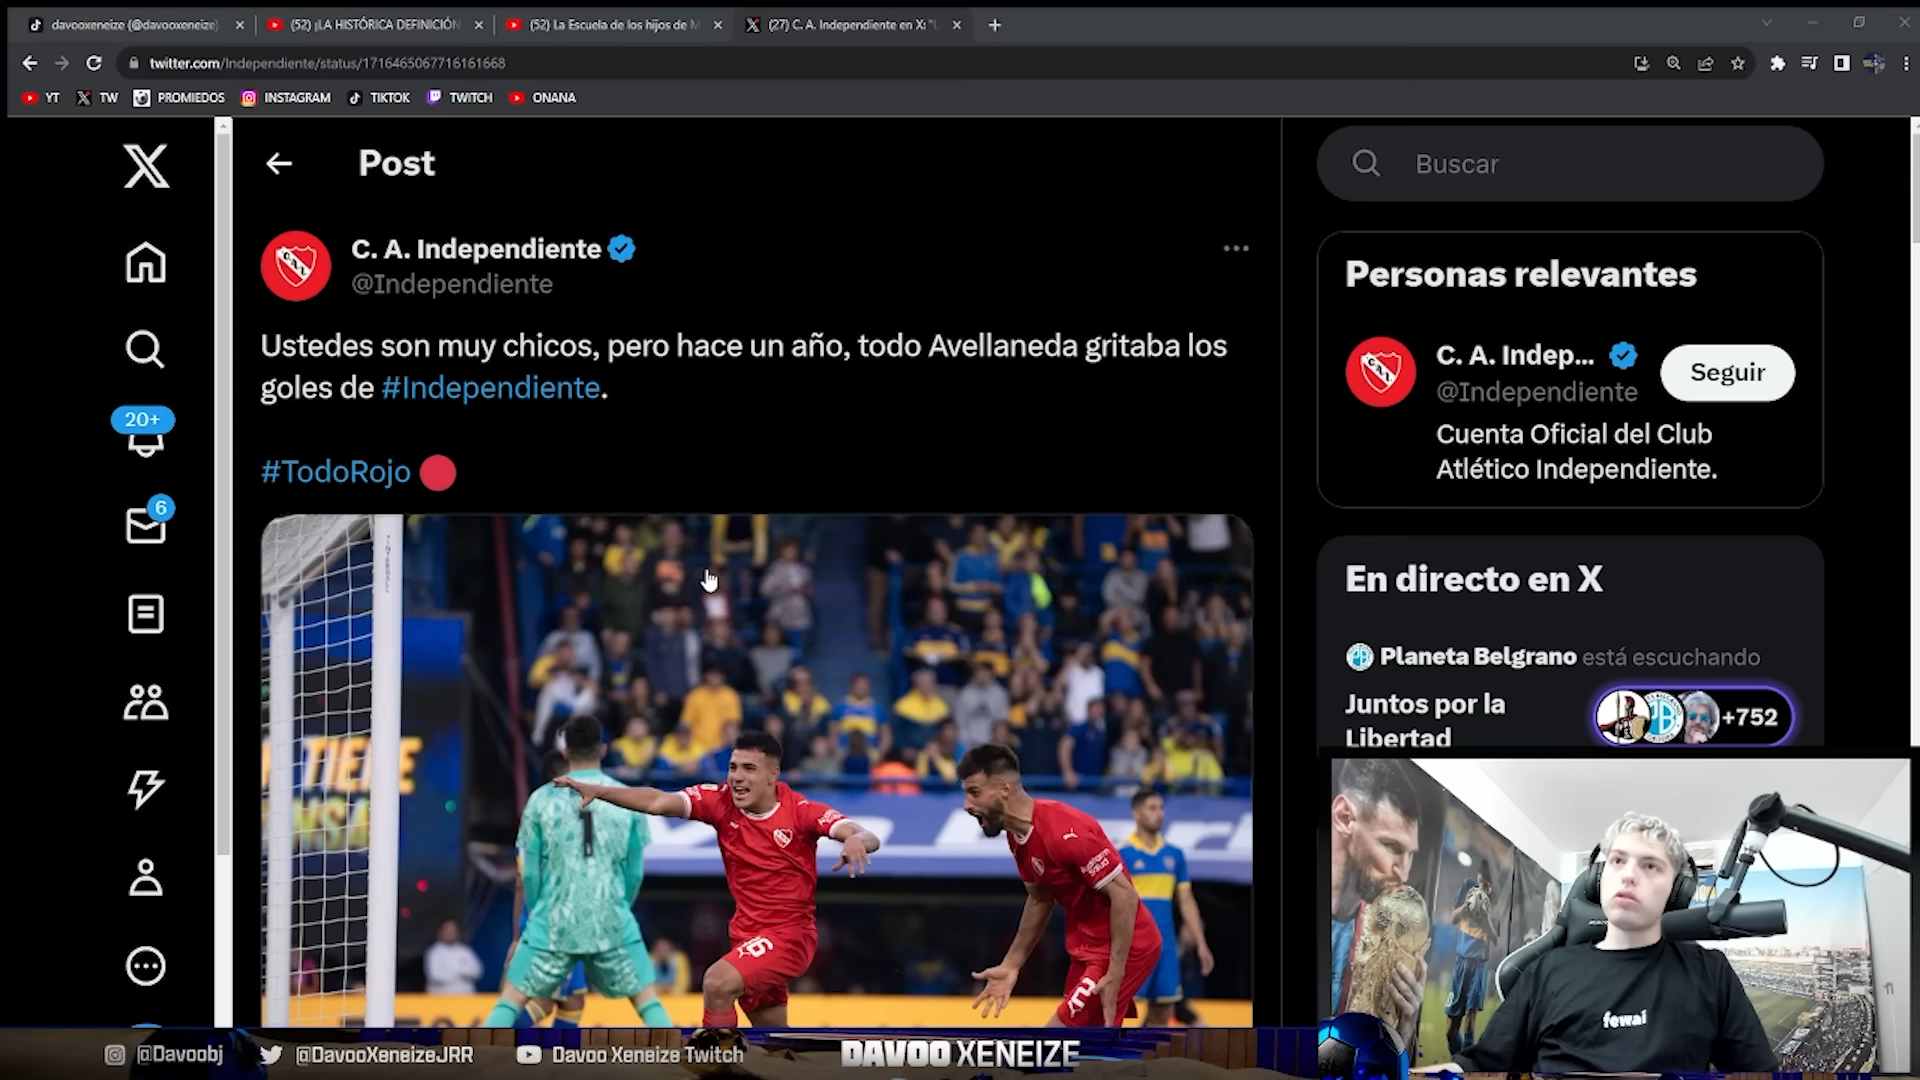 davooxeneize (@davooxeneize)
(52) ¡LA HISTÓRICA DEFINICIÓN
(52) La Escuela de los hijos de M
(27) C. A. Independiente en X: "U
twitter.com/Independiente/status/1716465067716161668
YT
TW
PROMIEDOS
INSTAGRAM
TIKTOK
TWITCH
ONANA
Post
Buscar
C. A. Independiente
@Independiente
Ustedes son muy chicos, pero hace un año, todo Avellaneda gritaba los
goles de #Independiente.
#TodoRojo
Personas relevantes
C. A. Indep...
@Independiente
Seguir
Cuenta Oficial del Club
Atlético Independiente.
En directo en X
Planeta Belgrano está escuchando
Juntos por la
Libertad
+752
20+
6
1
16
fewai
@Davoobj
@DavooXeneizeJRR
Davoo Xeneize Twitch
DAVOO XENEIZE